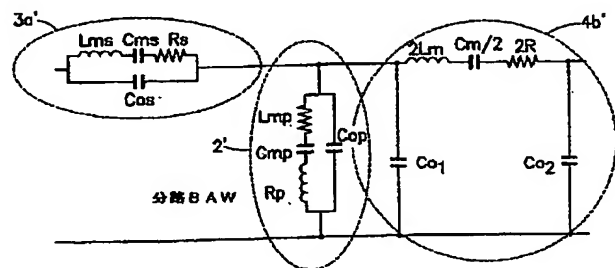 3a'
4b'
Lms Cms Rs
Cos
2Lm Cm/2 2R
Lmp
Cop
2'
Cmp
Co1
Co2
Rp
分路BAW